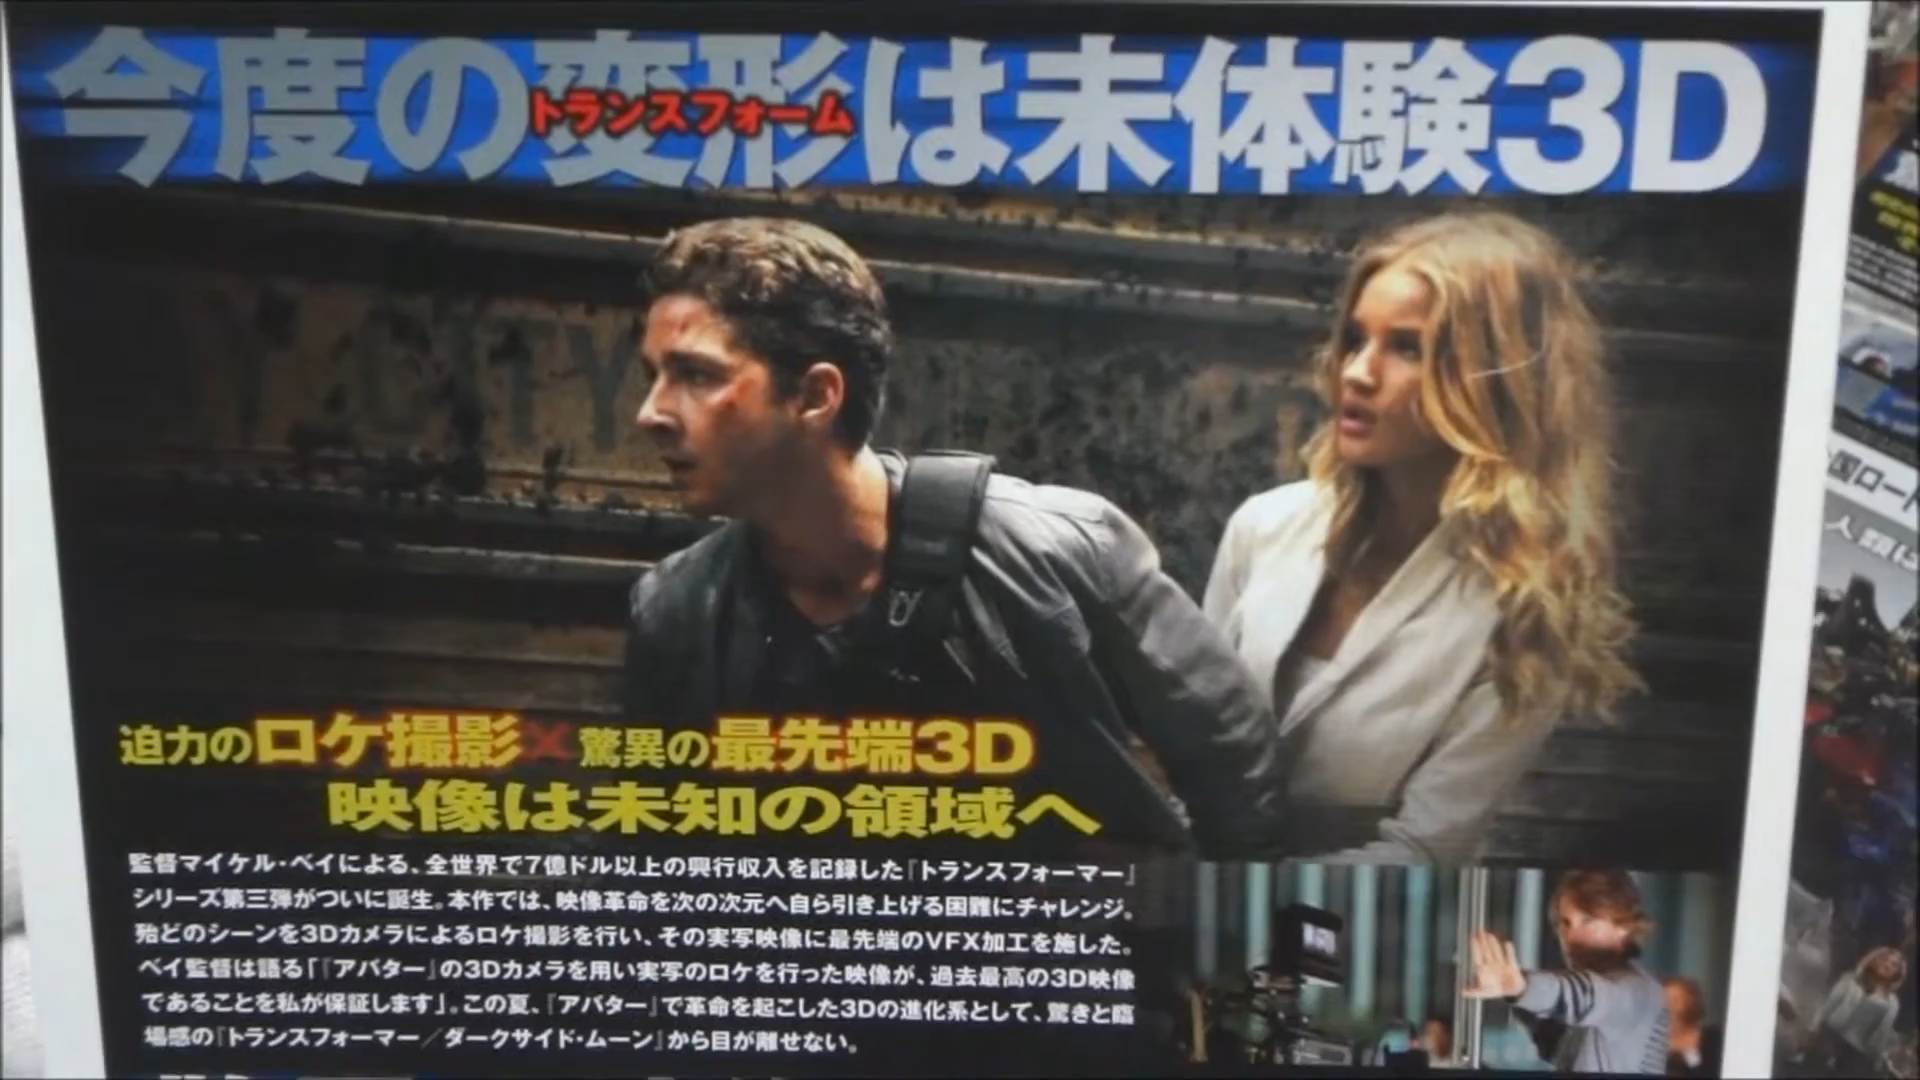 今度の変形は未体験3D
トランスフォーム
迫力のロケ撮影×驚異の最先端3D
映像は未知の領域へ
監督マイケル・ベイによる、全世界で7億ドル以上の興行収入を記録した『トランスフォーマー』
シリーズ第三弾がついに誕生。本作では、映像革命を次の次元へ自ら引き上げる困難にチャレンジ。
殆どのシーンを3Dカメラによるロケ撮影を行い、その実写映像に最先端のVFX加工を施した。
ベイ監督は語る「『アバター』の3Dカメラを用い実写のロケを行った映像が、過去最高の3D映像
であることを私が保証します」。この夏、『アバター』で革命を起こした3Dの進化系として、驚きと臨
場感の『トランスフォーマー／ダークサイド・ムーン』から目が離せない。
Y CITY
国ロード
人類は